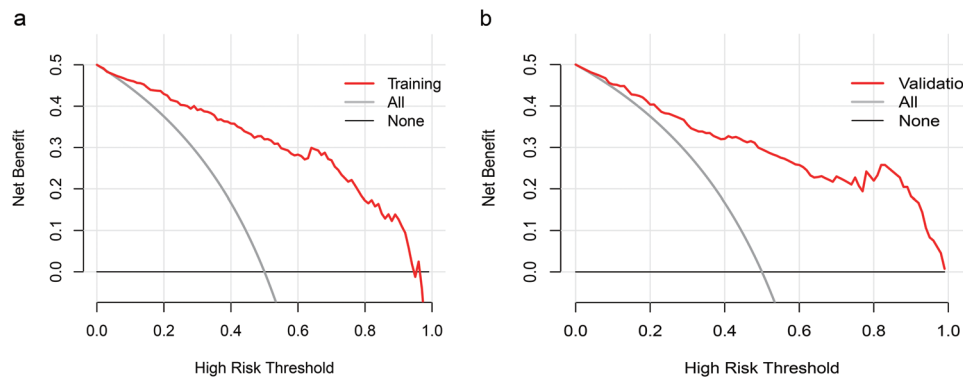 a
Net Benefit
0.5
0.4
0.3
0.2
0.1
0.0
Training
All
None
0.0 0.2 0.4 0.6 0.8 1.0
High Risk Threshold
b
Net Benefit
0.5
0.4
0.3
0.2
0.1
0.0
Validatio
All
None
0.0 0.2 0.4 0.6 0.8 1.0
High Risk Threshold